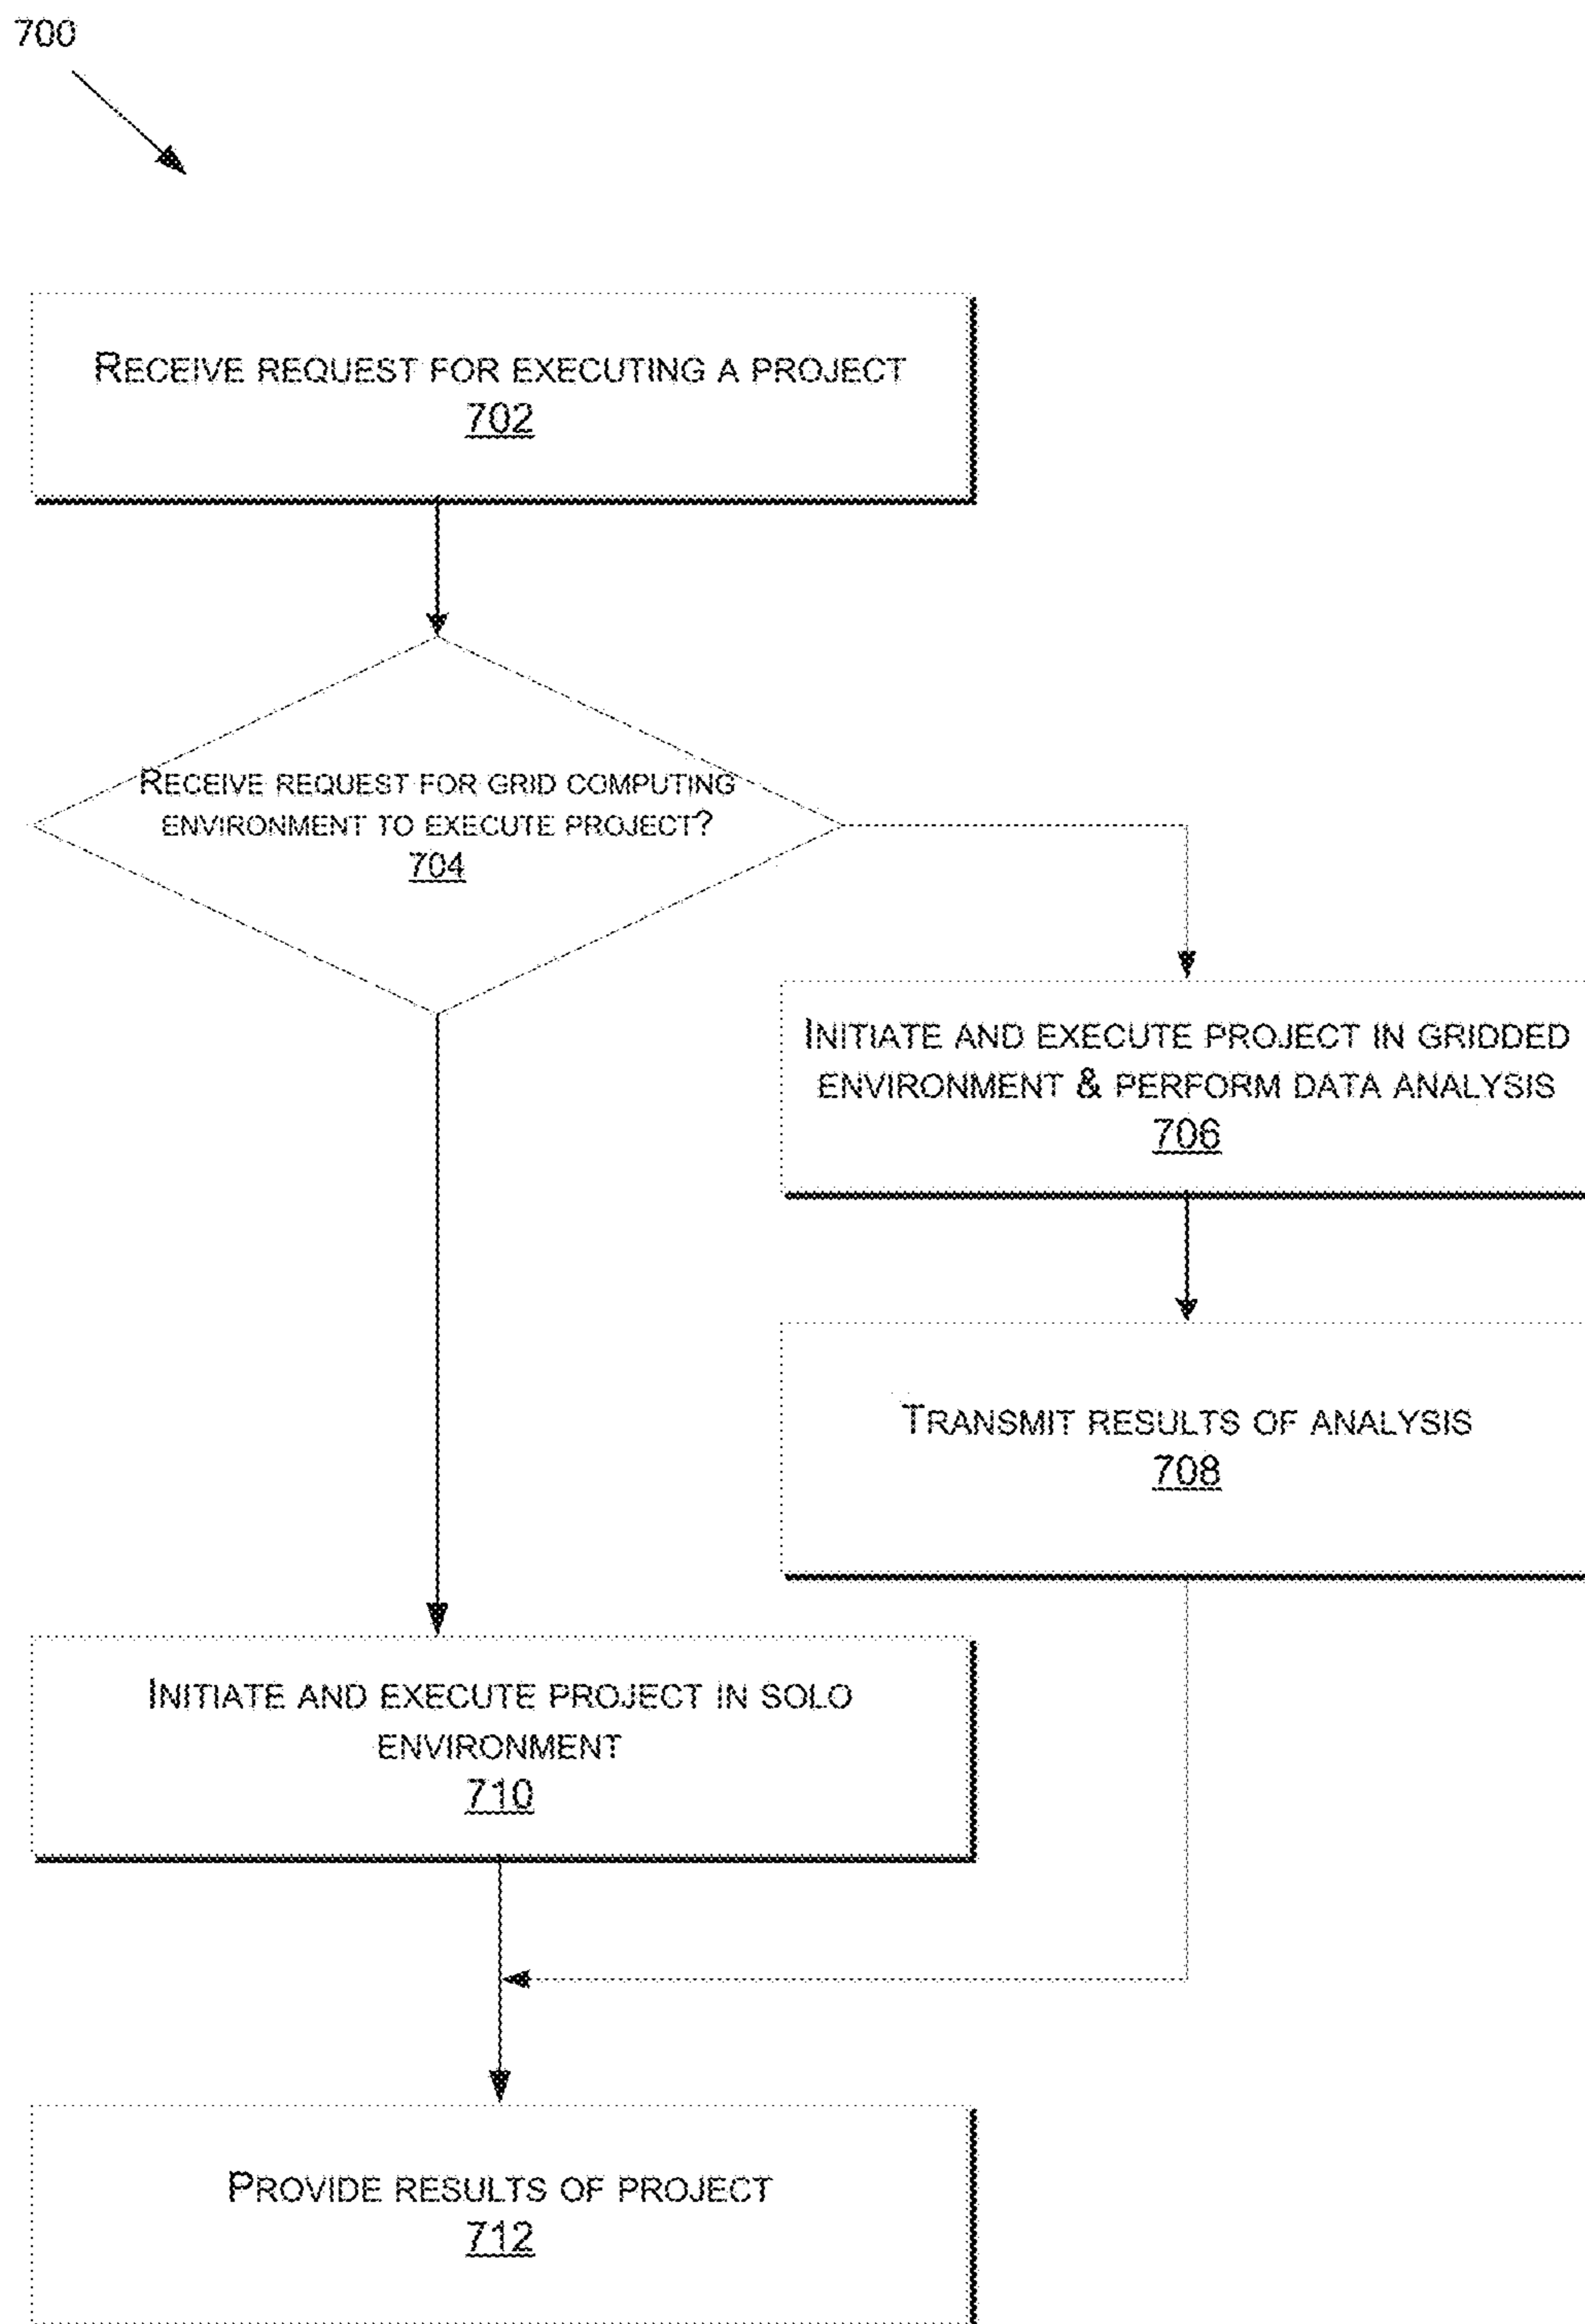 700
RECEIVE REQUEST FOR EXECUTING A PROJECT
702
RECEIVE REQUEST FOR GRID COMPUTING
ENVIRONMENT TO EXECUTE PROJECT?
704
INITIATE AND EXECUTE PROJECT IN GRIDDED
ENVIRONMENT & PERFORM DATA ANALYSIS
706
TRANSMIT RESULTS OF ANALYSIS
708
INITIATE AND EXECUTE PROJECT IN SOLO
ENVIRONMENT
710
PROVIDE RESULTS OF PROJECT
712